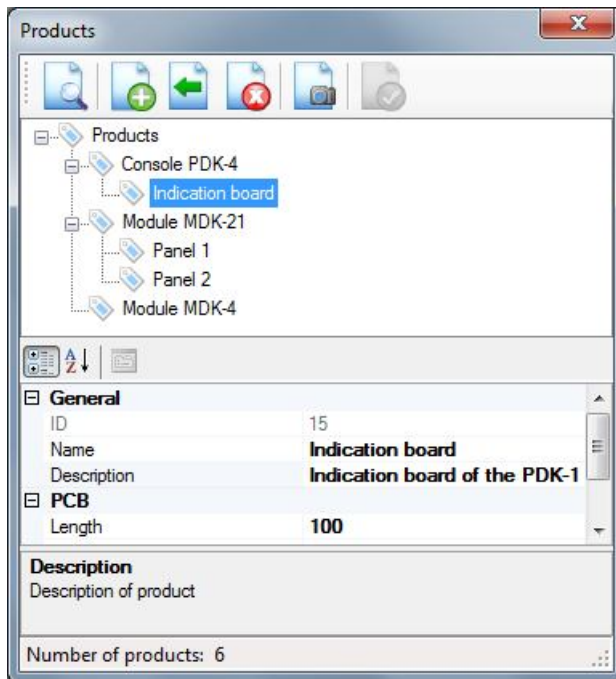 Products
Products
Console PDK-4
Indication board
Module MDK-21
Panel 1
Panel 2
Module MDK-4
General
ID 15
Name Indication board
Description Indication board of the PDK-1
PCB
Length 100
Description
Description of product
Number of products: 6